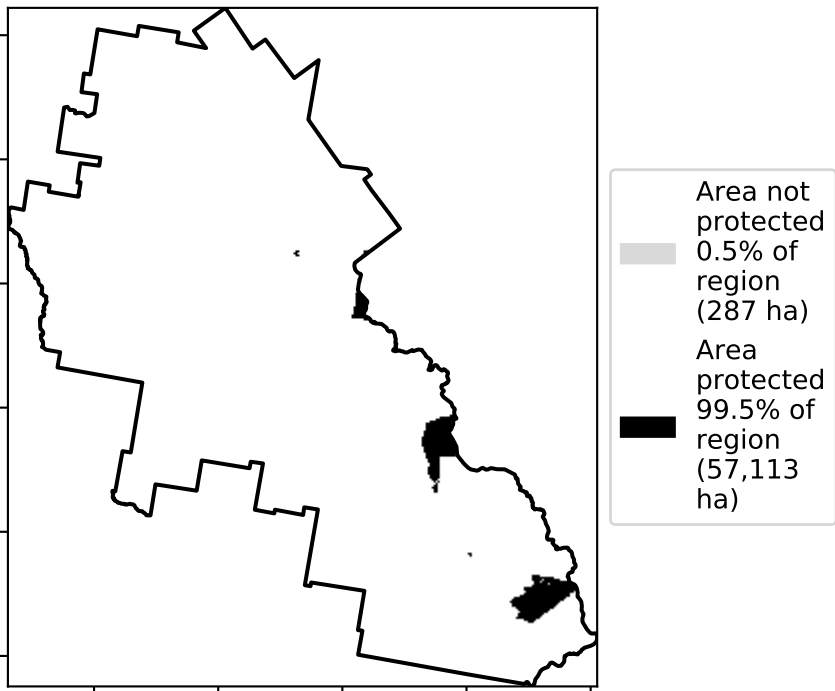 Area not
protected
0.5% of
region
(287 ha)
Area
protected
99.5% of
region
(57,113
ha)